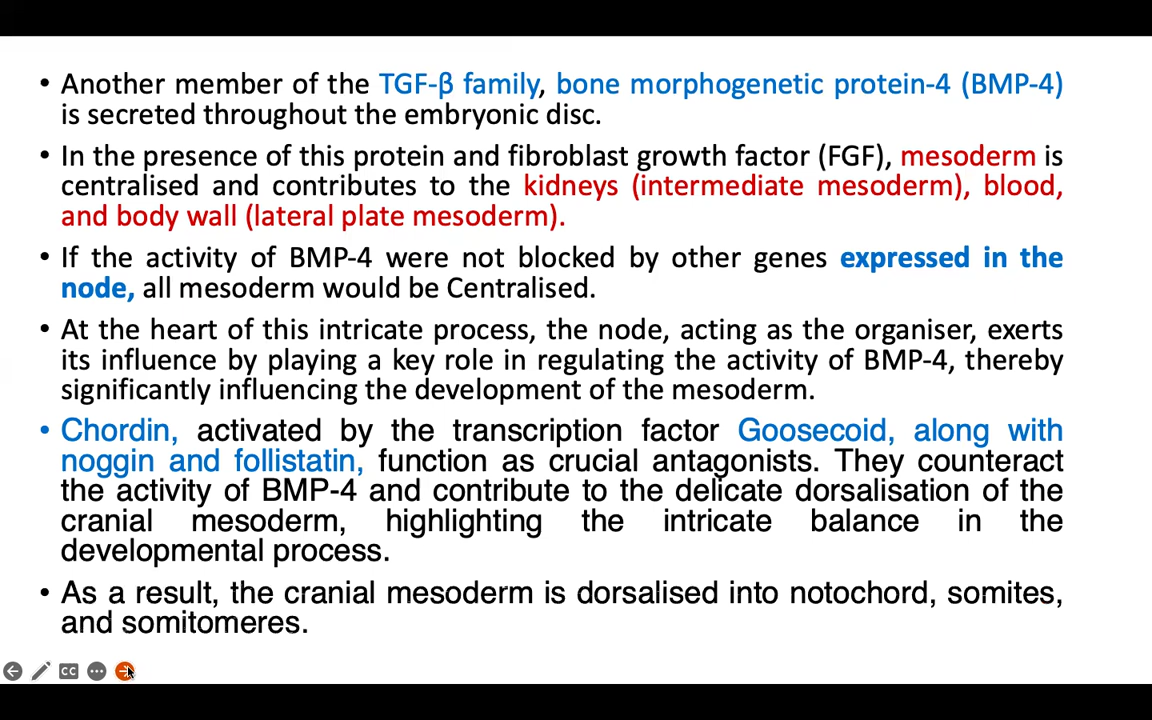 • Another member of the TGF-β family, bone morphogenetic protein-4 (BMP-4)
is secreted throughout the embryonic disc.
• In the presence of this protein and fibroblast growth factor (FGF), mesoderm is
centralised and contributes to the kidneys (intermediate mesoderm), blood,
and body wall (lateral plate mesoderm).
• If the activity of BMP-4 were not blocked by other genes expressed in the
node, all mesoderm would be Centralised.
• At the heart of this intricate process, the node, acting as the organiser, exerts
its influence by playing a key role in regulating the activity of BMP-4, thereby
significantly influencing the development of the mesoderm.
• Chordin, activated by the transcription factor Goosecoid, along with
noggin and follistatin, function as crucial antagonists. They counteract
the activity of BMP-4 and contribute to the delicate dorsalisation of the
cranial mesoderm, highlighting the intricate balance in the
developmental process.
• As a result, the cranial mesoderm is dorsalised into notochord, somites,
and somitomeres.
CC